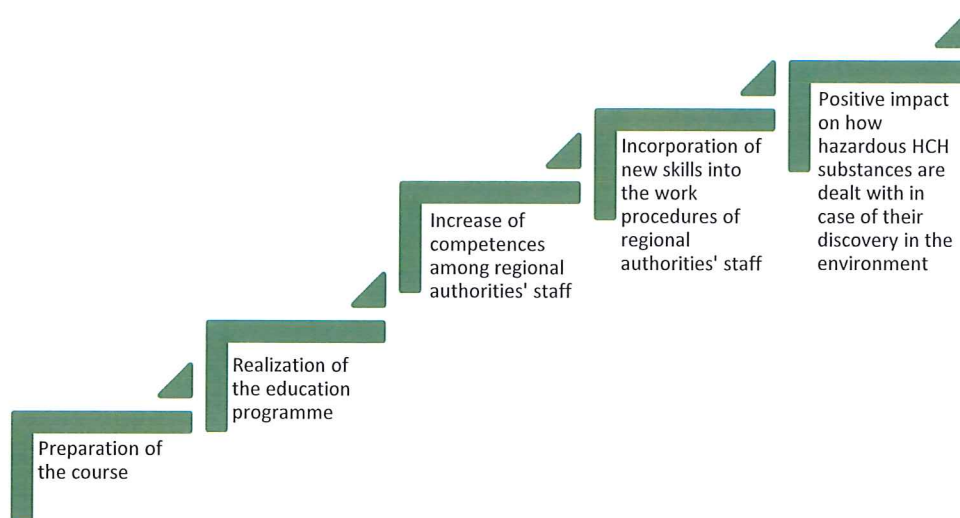 Preparation of
the course
Realization of
the education
programme
Increase of
competences
among regional
authorities' staff
Incorporation of
new skills into
the work
procedures of
regional
authorities' staff
Positive impact
on how
hazardous HCH
substances are
dealt with in
case of their
discovery in the
environment